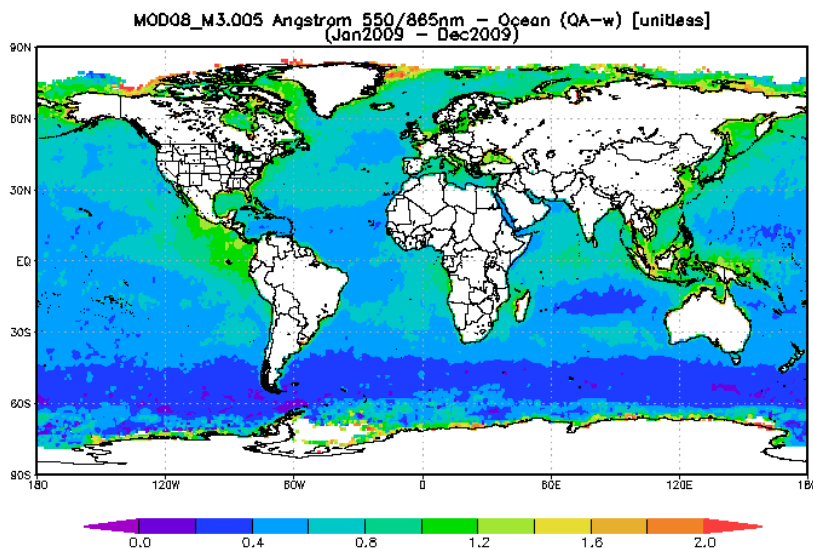 MOD08_M3.005 Angstrom 550/865nm – Ocean (QA-w) [unitless]
(Jan2009 – Dec2009)
90N
60N
30N
EQ
30S
60S
90S
180 120W 60W 0 60E 120E 180
0.0 0.4 0.8 1.2 1.6 2.0